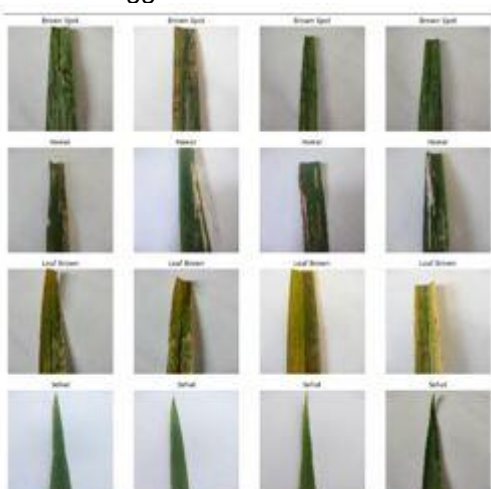 Brown Spot Brown Spot Brown Spot Brown Spot
Hawar Hawar Hawar Hawar
Leaf Brown Leaf Brown Leaf Brown Leaf Brown
Sehat Sehat Sehat Sehat